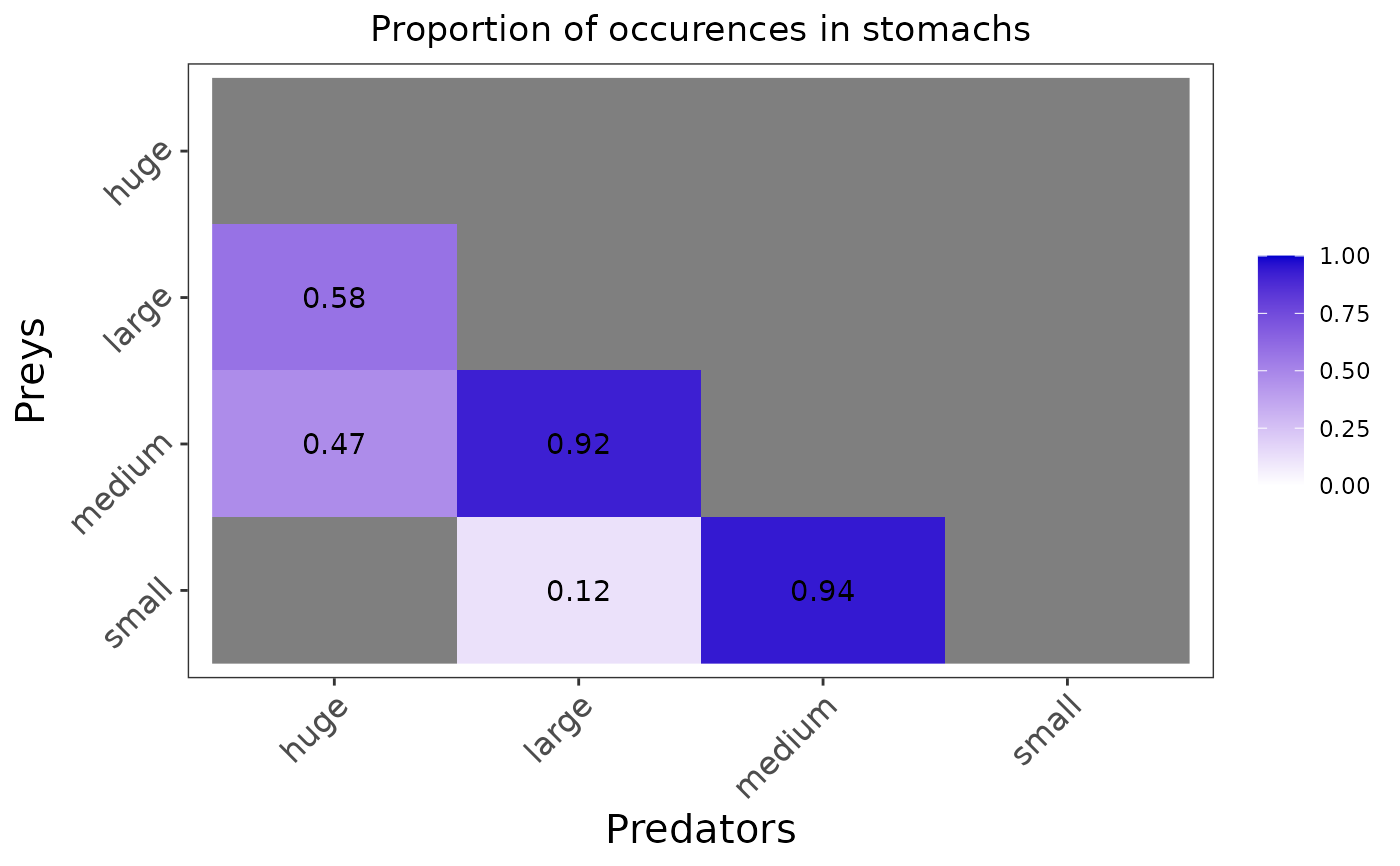 Proportion of occurences in stomachs
Preys
huge
large
medium
small
0.58
0.47
0.92
0.12
0.94
huge
large
medium
small
Predators
1.00
0.75
0.50
0.25
0.00